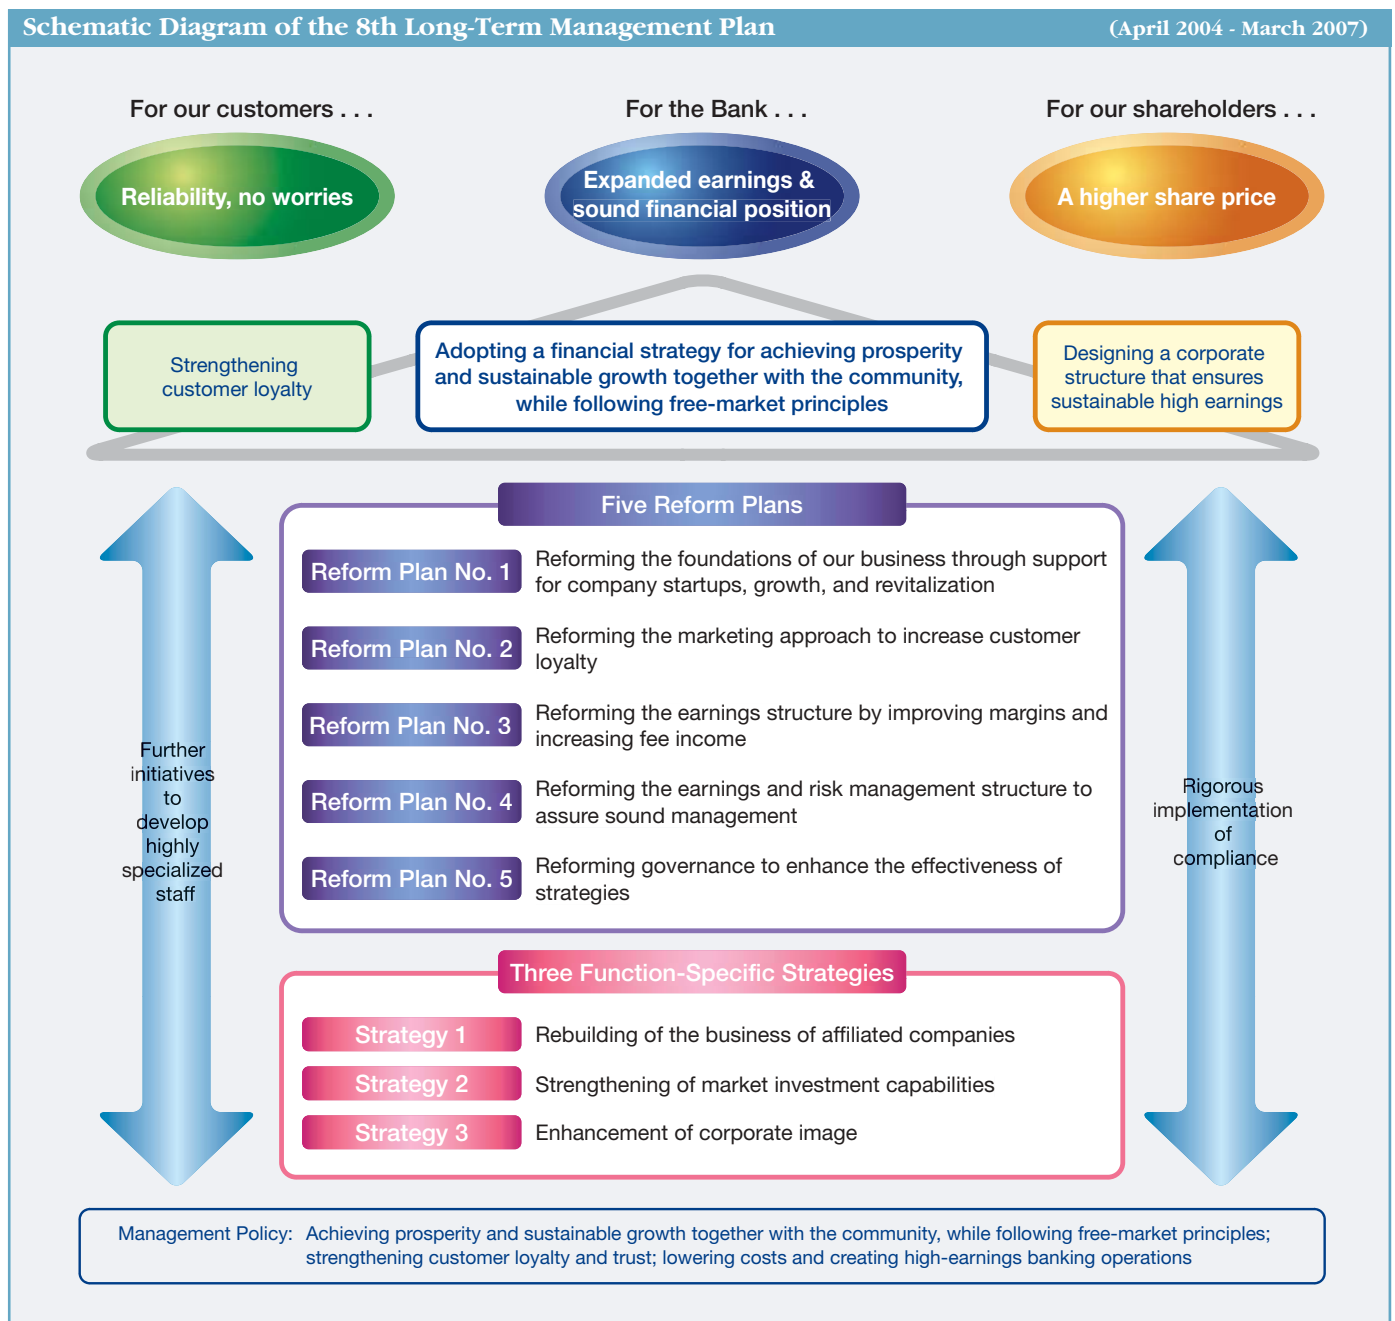 Schematic Diagram of the 8th Long-Term Management Plan
(April 2004 - March 2007)
For our customers . . .
Reliability, no worries
For the Bank . . .
Expanded earnings &
sound financial position
For our shareholders . . .
A higher share price
Strengthening
customer loyalty
Adopting a financial strategy for achieving prosperity
and sustainable growth together with the community,
while following free-market principles
Designing a corporate
structure that ensures
sustainable high earnings
Further
initiatives
to
develop
highly
specialized
staff
Five Reform Plans
Reform Plan No. 1
Reforming the foundations of our business through support
for company startups, growth, and revitalization
Reform Plan No. 2
Reforming the marketing approach to increase customer
loyalty
Reform Plan No. 3
Reforming the earnings structure by improving margins and
increasing fee income
Reform Plan No. 4
Reforming the earnings and risk management structure to
assure sound management
Reform Plan No. 5
Reforming governance to enhance the effectiveness of
strategies
Three Function-Specific Strategies
Strategy 1
Rebuilding of the business of affiliated companies
Strategy 2
Strengthening of market investment capabilities
Strategy 3
Enhancement of corporate image
Rigorous
implementation
of
compliance
Management Policy: Achieving prosperity and sustainable growth together with the community, while following free-market principles;
strengthening customer loyalty and trust; lowering costs and creating high-earnings banking operations